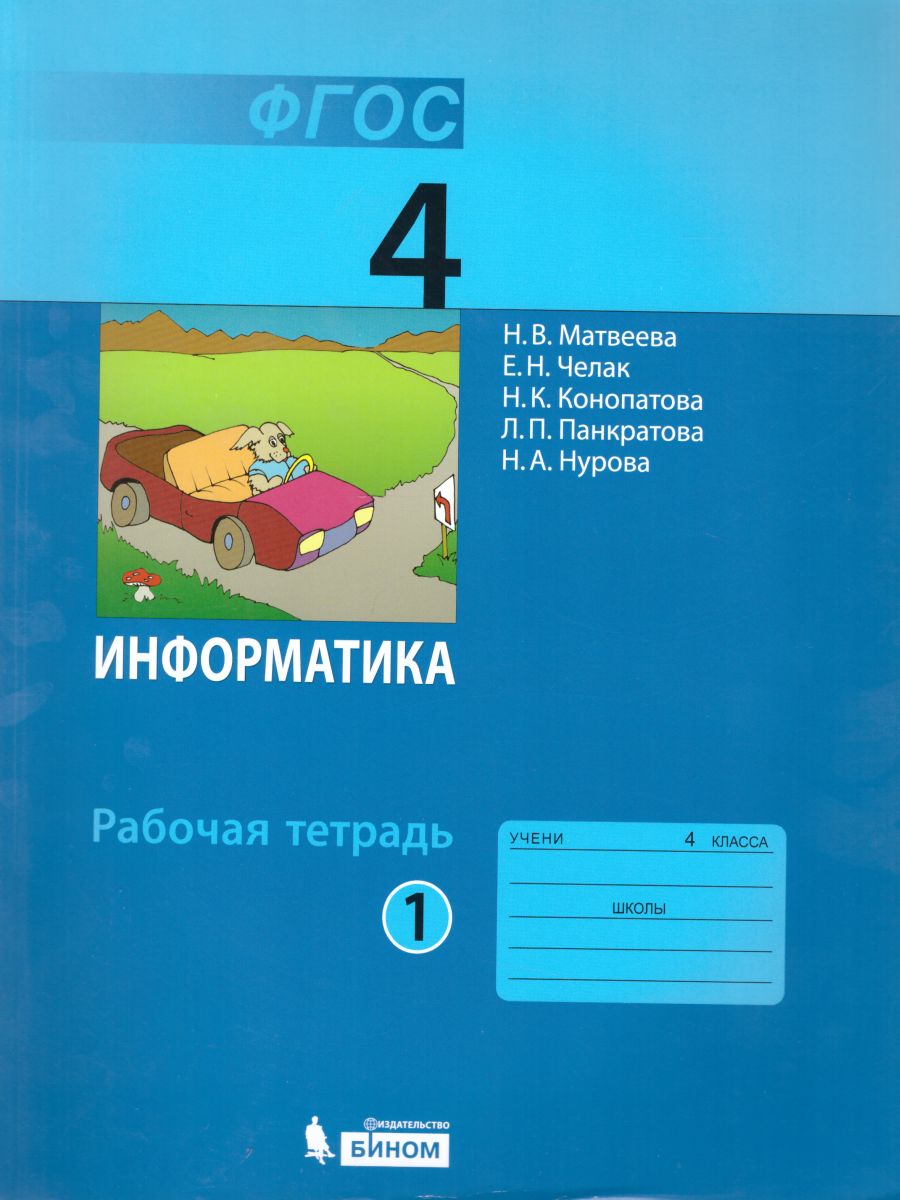 ФГОС
4
Н. В. Матвеева
Е. Н. Челак
Н. К. Конопатова
Л. П. Панкратова
Н. А. Нурова
ИНФОРМАТИКА
Рабочая тетрадь
1
УЧЕНИ 4 КЛАССА
ШКОЛЫ
ИЗДАТЕЛЬСТВО
БИНОМ